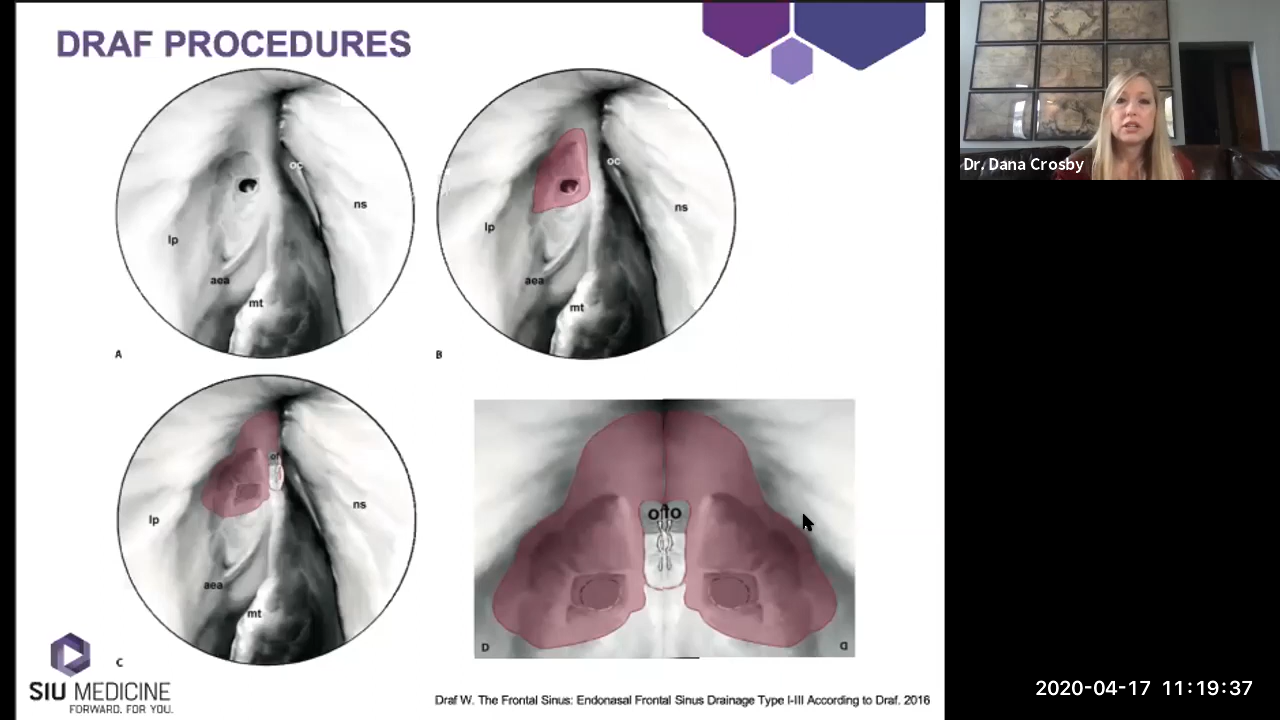 DRAF PROCEDURES
oc
ns
lp
aea
mt
A
oc
ns
lp
aea
mt
B
of
ns
lp
aea
mt
C
D
Dr. Dana Crosby
SIU MEDICINE
FORWARD. FOR YOU.
Draf W. The Frontal Sinus: Endonasal Frontal Sinus Drainage Type I-III According to Draf. 2016
2020-04-17 11:19:37